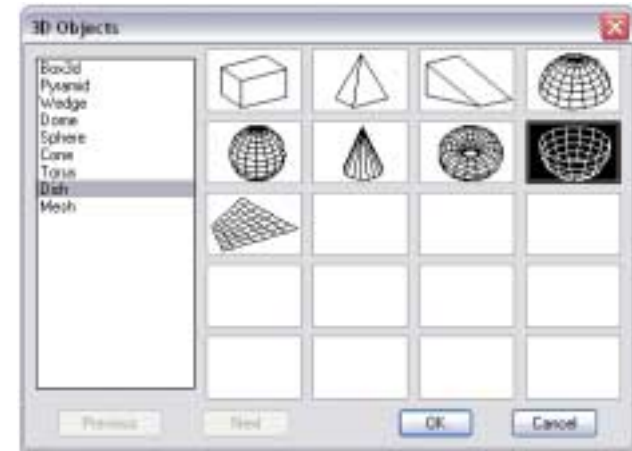 3D Objects
Box3d
Pyramid
Wedge
Dome
Sphere
Cone
Torus
Dish
Mesh
Previous
Next
OK
Cancel